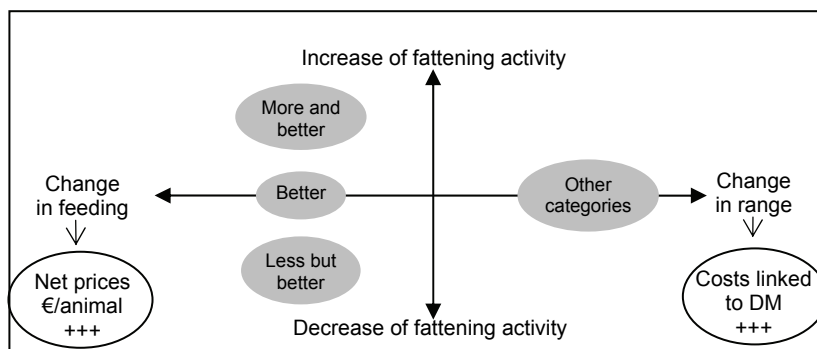 Increase of fattening activity
More and
better
Change
in feeding
Better
Other
categories
Change
in range
Less but
better
Net prices
€/animal
+++
Costs linked
to DM
+++
Decrease of fattening activity